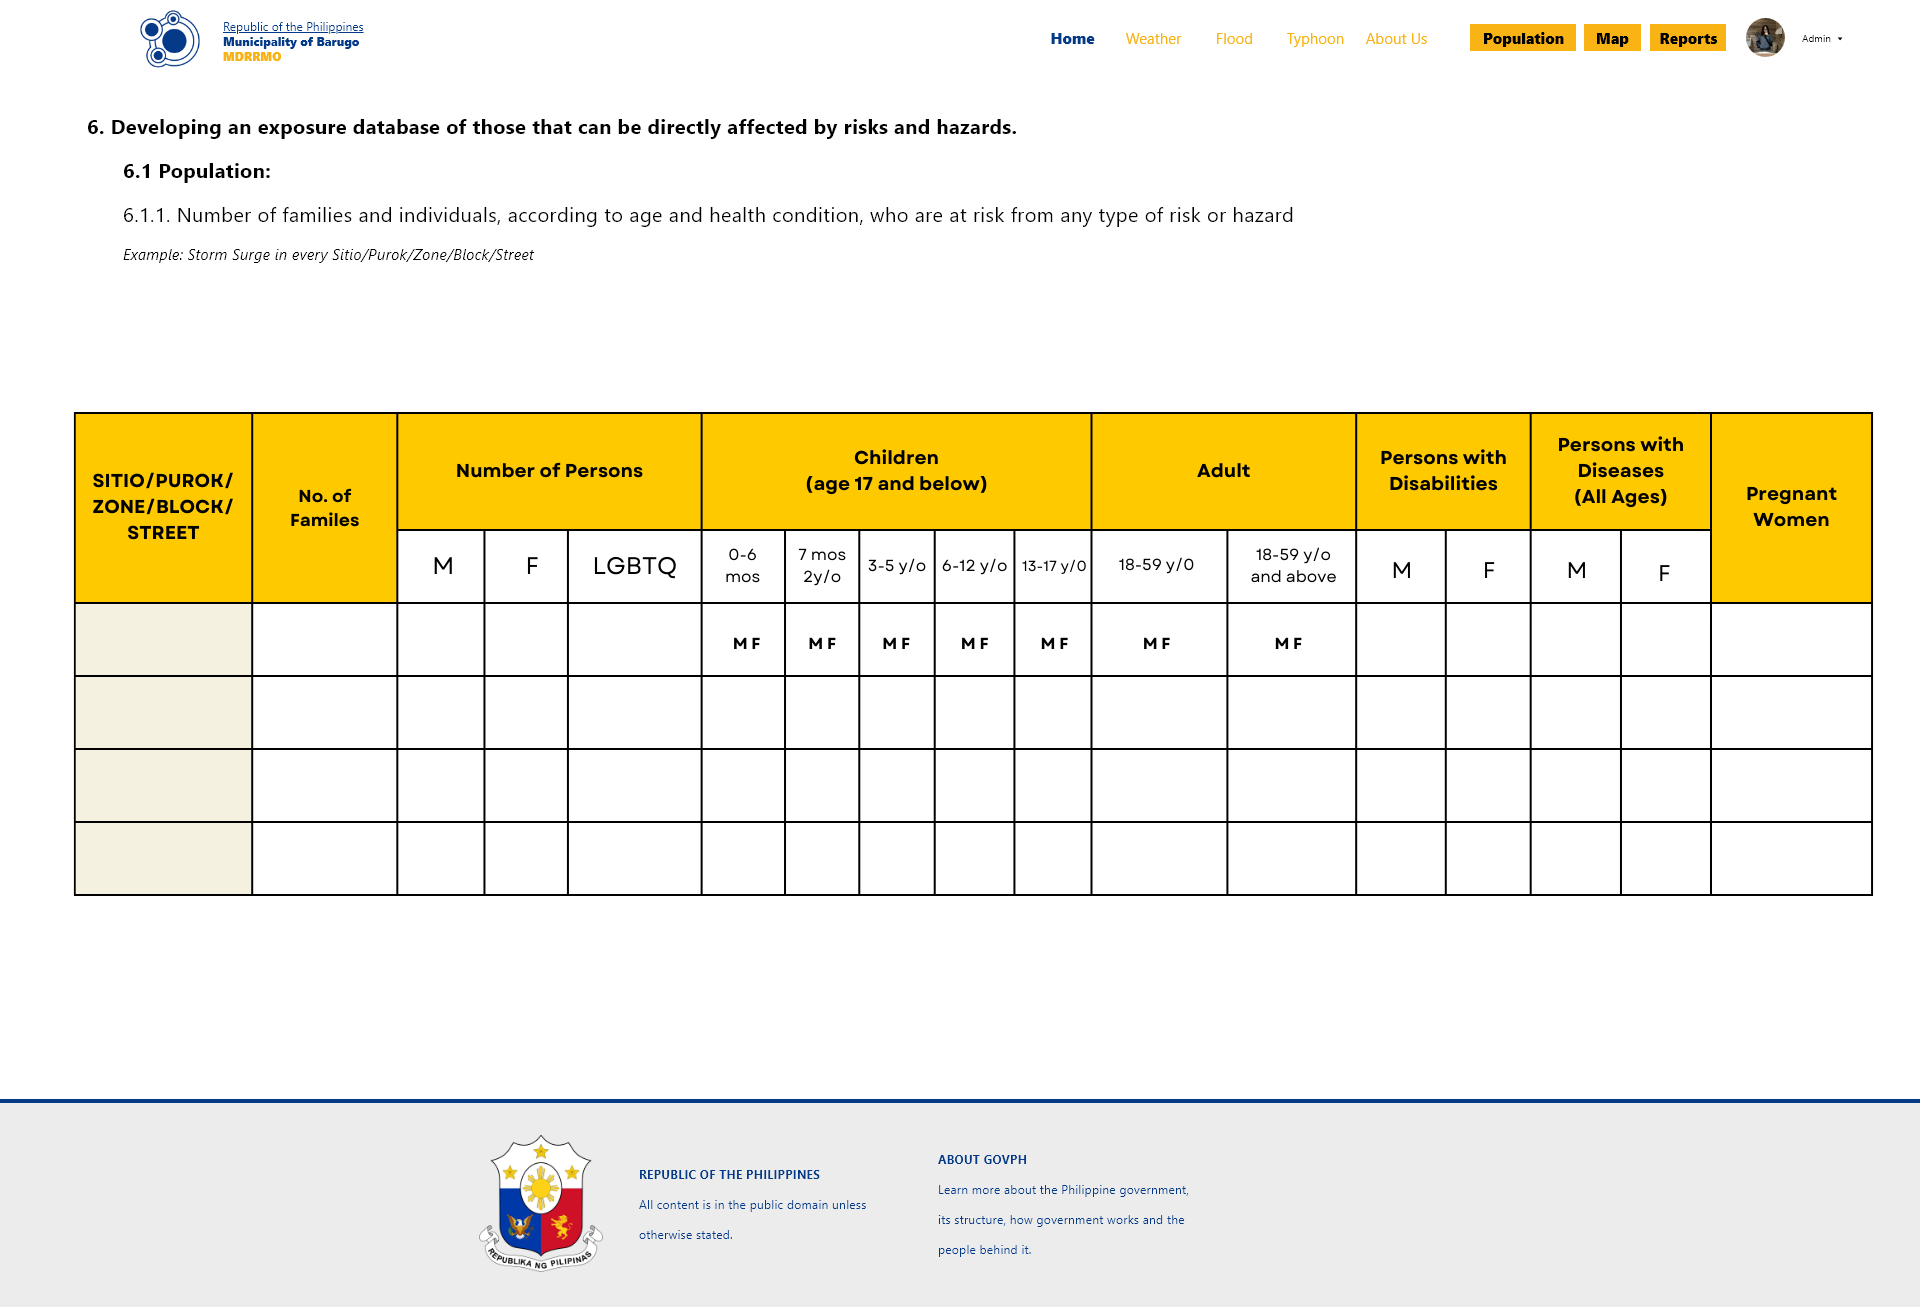 Republic of the Philippines
Municipality of Barugo
MDRRMO
Home
Weather
Flood
Typhoon
About Us
Population
Map
Reports
Admin
6. Developing an exposure database of those that can be directly affected by risks and hazards.
6.1 Population:
6.1.1. Number of families and individuals, according to age and health condition, who are at risk from any type of risk or hazard
Example: Storm Surge in every Sitio/Purok/Zone/Block/Street
SITIO/PUROK/
ZONE/BLOCK/
STREET
No. of
Familes
Number of Persons
Children
(age 17 and below)
Adult
Persons with
Disabilities
Persons with
Diseases
(All Ages)
Pregnant
Women
M
F
LGBTQ
0-6
mos
7 mos
2y/o
3-5 y/o
6-12 y/o
13-17 y/0
18-59 y/0
18-59 y/o
and above
M
F
M
F
M F
M F
M F
M F
M F
M F
M F
REPUBLIKA NG PILIPINAS
REPUBLIC OF THE PHILIPPINES
All content is in the public domain unless
otherwise stated.
ABOUT GOVPH
Learn more about the Philippine government,
its structure, how government works and the
people behind it.